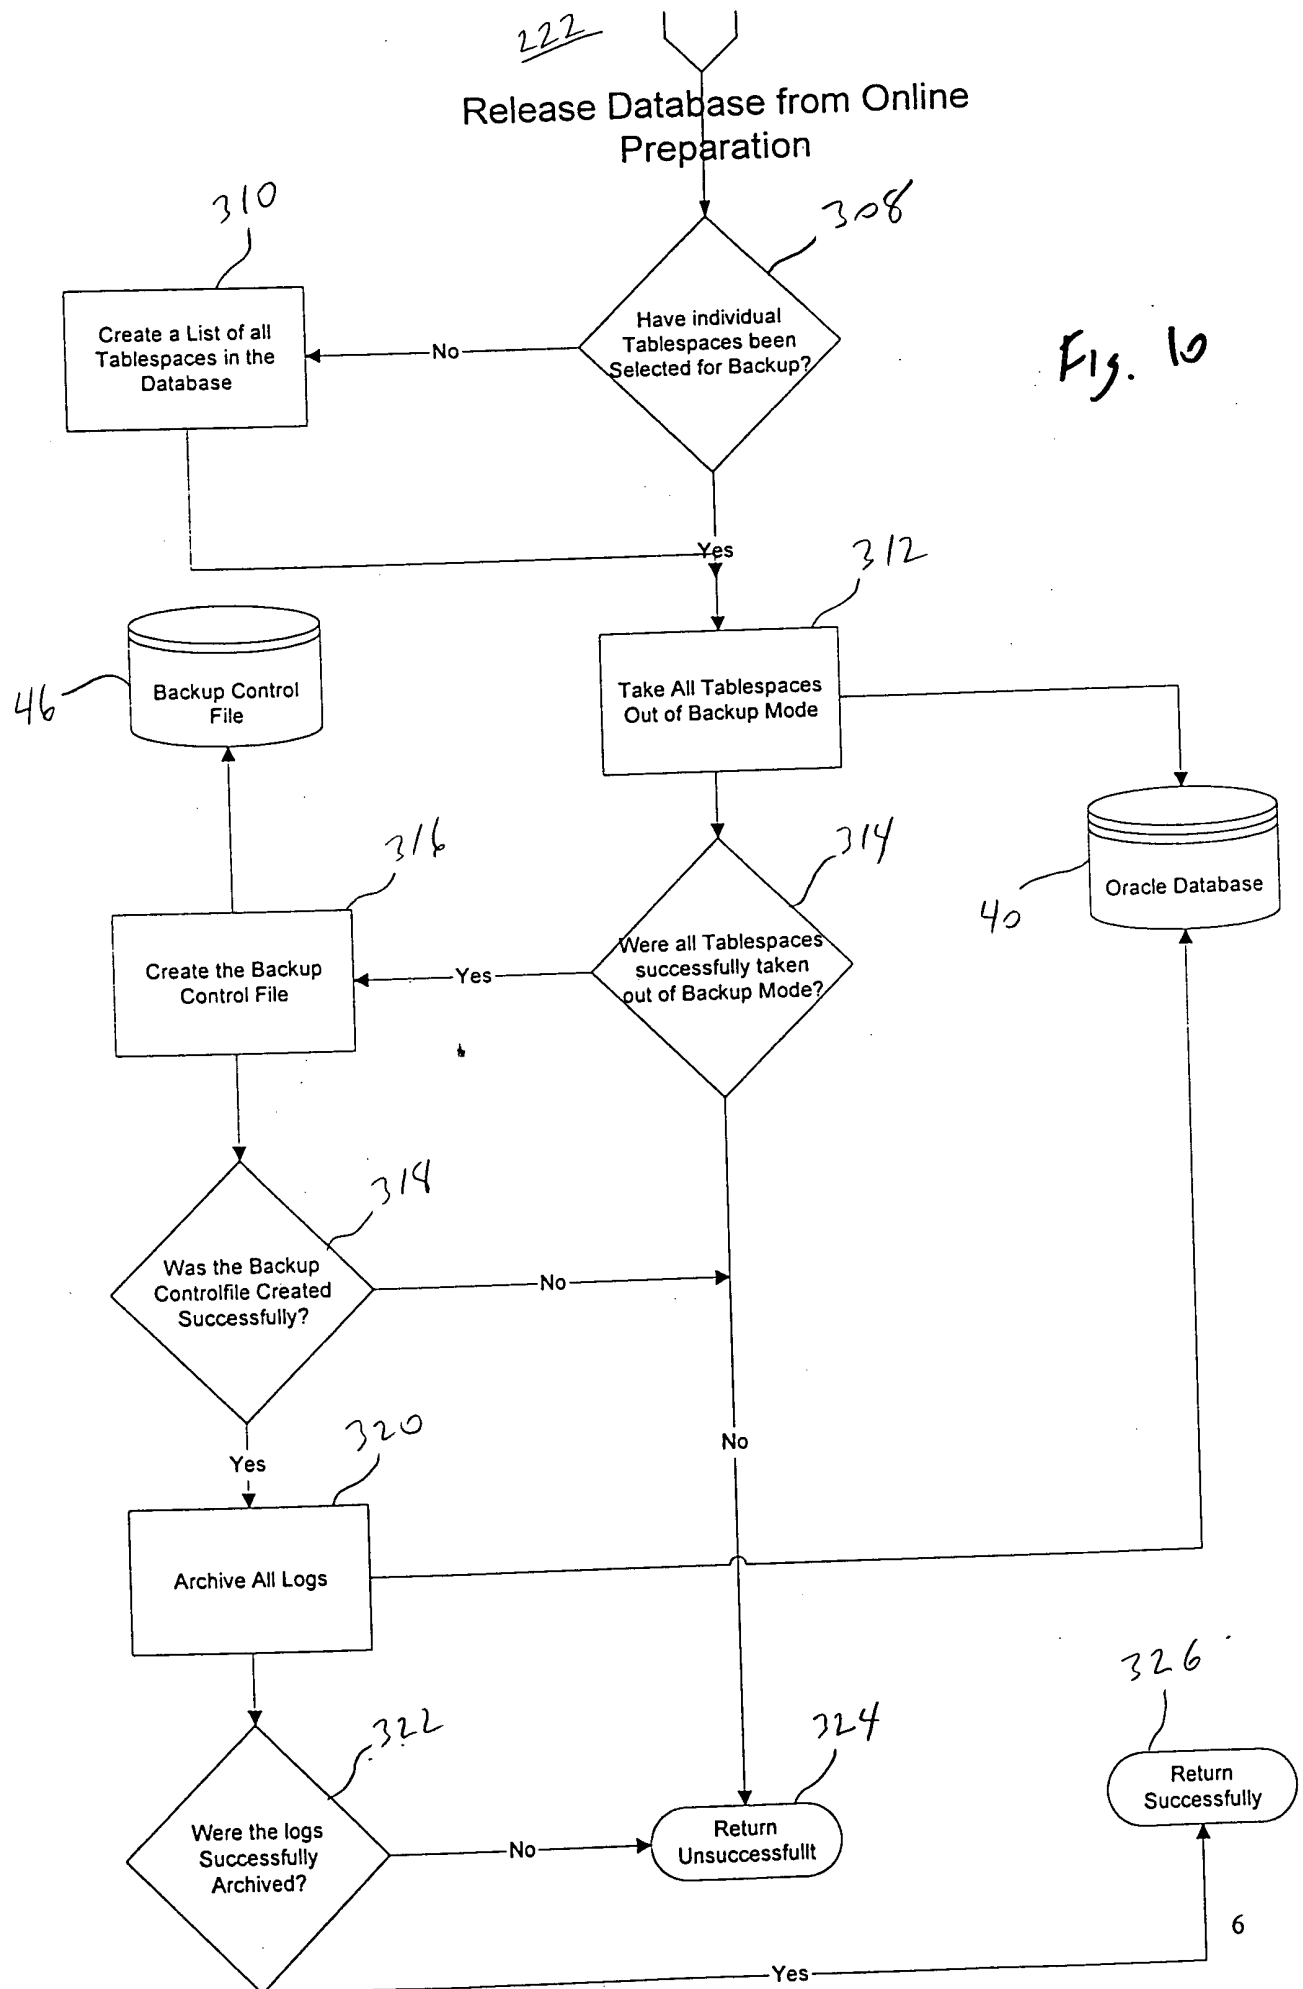 222
Release Database from Online
Preparation
310
308
Create a List of all
Tablespaces in the
Database
No
Have individual
Tablespaces been
Selected for Backup?
Fig. 10
Yes
312
46
Backup Control
File
Take All Tablespaces
Out of Backup Mode
316
314
40
Oracle Database
Create the Backup
Control File
Yes
Were all Tablespaces
successfully taken
out of Backup Mode?
318
Was the Backup
Controlfile Created
Successfully?
No
320
Yes
No
Archive All Logs
326
322
324
Return
Successfully
Were the logs
Successfully
Archived?
No
Return
Unsuccessfullt
6
Yes